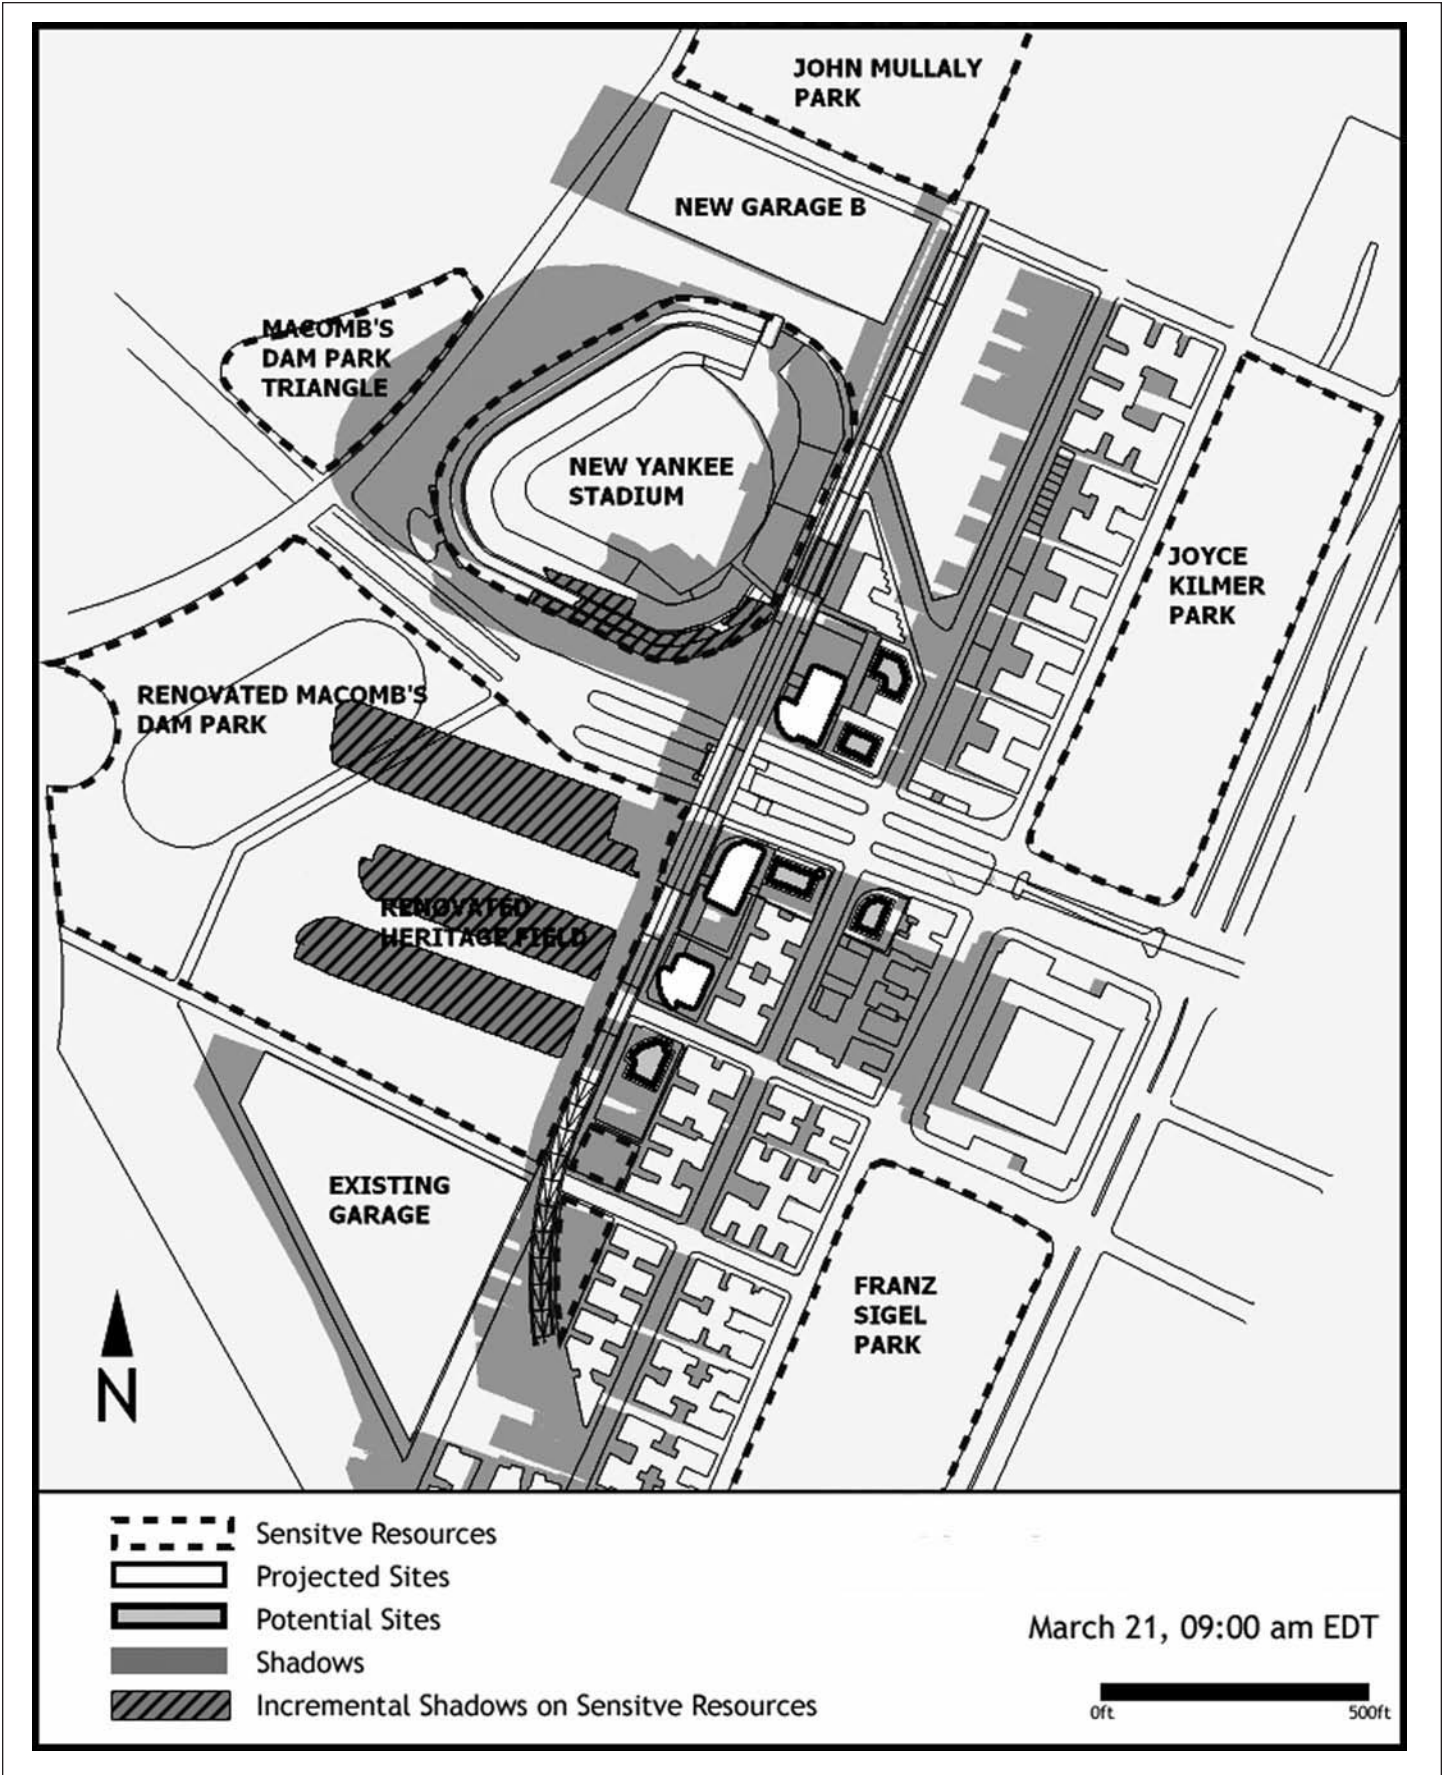 JOHN MULLALY
PARK
NEW GARAGE B
MACOMB'S
DAM PARK
TRIANGLE
NEW YANKEE
STADIUM
JOYCE
KILMER
PARK
RENOVATED MACOMB'S
DAM PARK
RENOVATED
HERITAGE FIELD
EXISTING
GARAGE
FRANZ
SIGEL
PARK
N
Sensitve Resources
Projected Sites
Potential Sites
Shadows
Incremental Shadows on Sensitve Resources
March 21, 09:00 am EDT
0ft 500ft